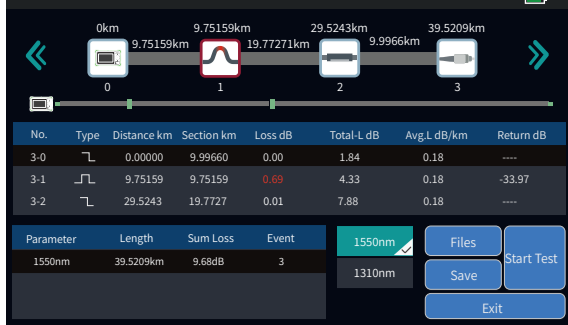 0km 9.75159km 29.5243km 39.5209km
9.75159km 19.77271km 9.9966km
0 1 2 3
No. Type Distance km Section km Loss dB Total-L dB Avg.L dB/km Return dB
3-0 0.00000 9.99660 0.00 1.84 0.18 ----
3-1 9.75159 9.75159 0.69 4.33 0.18 -33.97
3-2 29.5243 19.7727 0.01 7.88 0.18 ----
Parameter Length Sum Loss Event
1550nm 39.5209km 9.68dB 3
1550nm
1310nm
Files
Save
Start Test
Exit